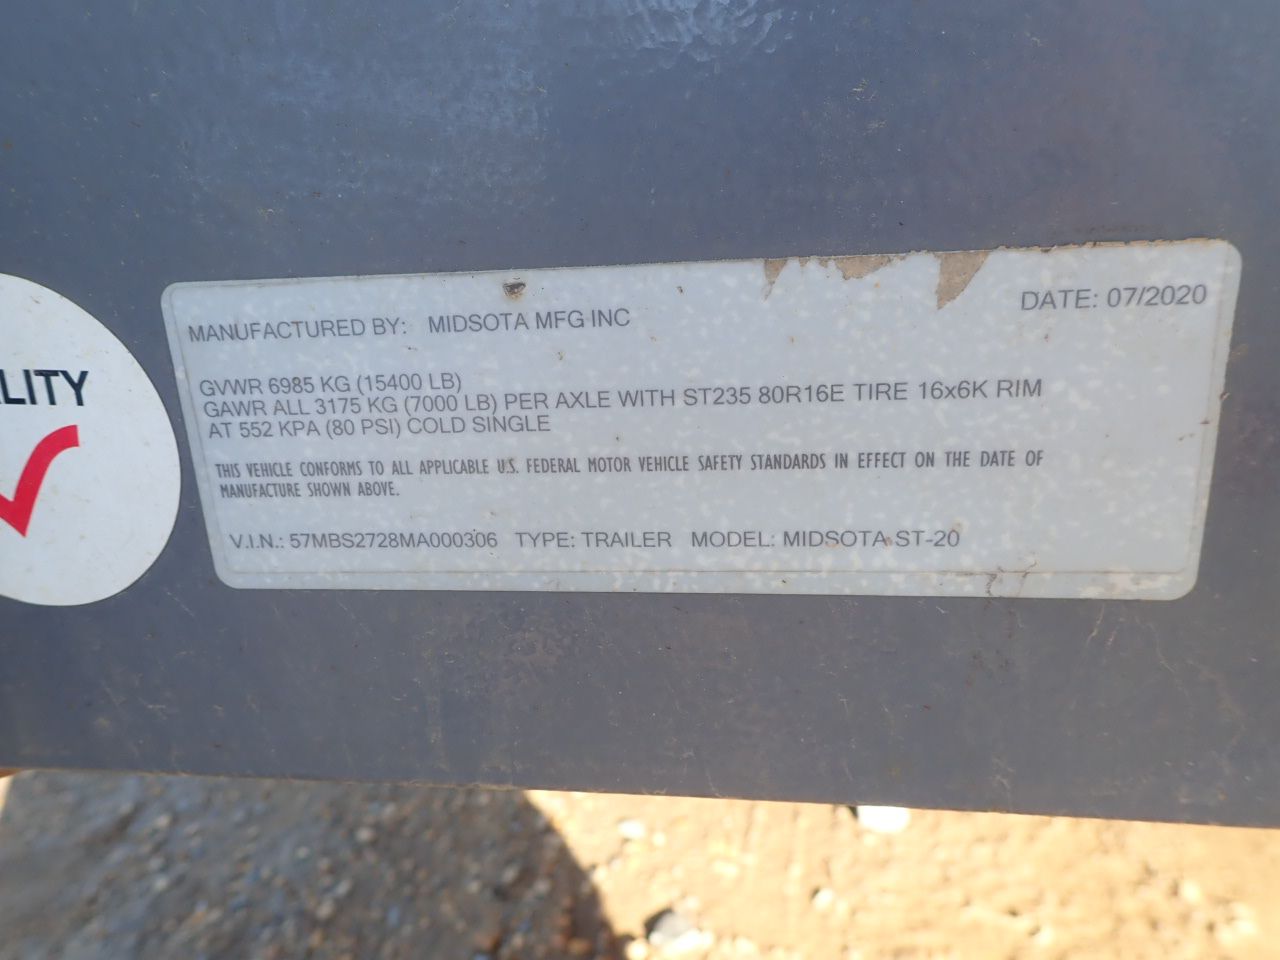 LITY
MANUFACTURED BY: MIDSOTA MFG INC
DATE: 07/2020
GVWR 6985 KG (15400 LB)
GAWR ALL 3175 KG (7000 LB) PER AXLE WITH ST235 80R16E TIRE 16x6K RIM
AT 552 KPA (80 PSI) COLD SINGLE
THIS VEHICLE CONFORMS TO ALL APPLICABLE U.S. FEDERAL MOTOR VEHICLE SAFETY STANDARDS IN EFFECT ON THE DATE OF
MANUFACTURE SHOWN ABOVE.
V.I.N.: 57MBS2728MA000306 TYPE: TRAILER MODEL: MIDSOTA ST-20